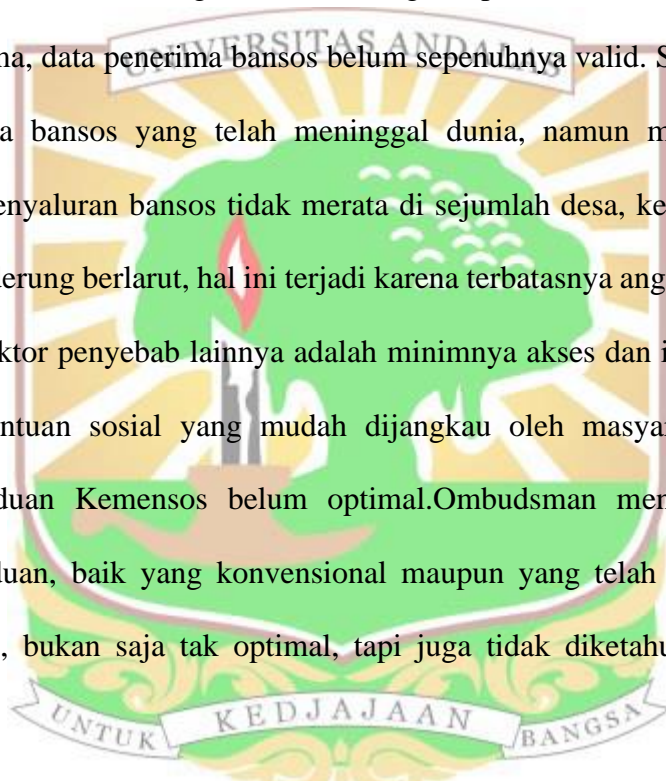 UNIVERSITAS ANDALAS
na, data penerima bansos belum sepenuhnya valid. S
a bansos yang telah meninggal dunia, namun m
enyaluran bansos tidak merata di sejumlah desa, ke
derung berlarut, hal ini terjadi karena terbatasnya ang
ktor penyebab lainnya adalah minimnya akses dan i
ntuan sosial yang mudah dijangkau oleh masyar
duan Kemensos belum optimal.Ombudsman men
duan, baik yang konvensional maupun yang telah
, bukan saja tak optimal, tapi juga tidak diketahu
UNTUK KEDJAJAAN BANGSA